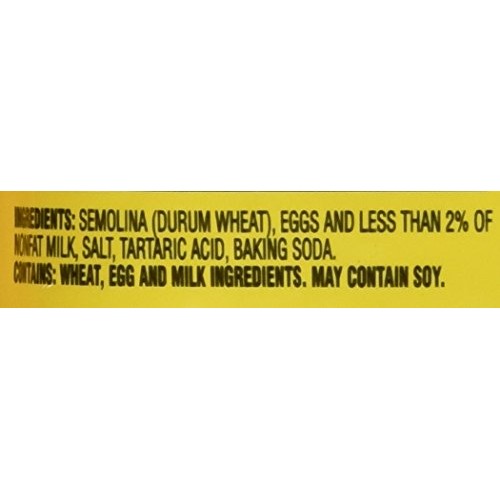 INGREDIENTS: SEMOLINA (DURUM WHEAT), EGGS AND LESS THAN 2% OF
NONFAT MILK, SALT, TARTARIC ACID, BAKING SODA.
CONTAINS: WHEAT, EGG AND MILK INGREDIENTS. MAY CONTAIN SOY.